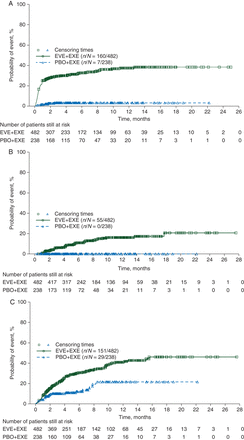 A
100
80
60
40
20
0
Probability of event, %
Censoring times
EVE+EXE (n/N = 160/482)
PBO+EXE (n/N = 7/238)
0 2 4 6 8 10 12 14 16 18 20 22 24 26
Time, months
Number of patients still at risk
EVE+EXE 482 307 233 172 134 99 63 39 25 13 10 5 2 0
PBO+EXE 238 168 115 70 47 33 20 11 7 3 1 1 0 0
B
100
80
60
40
20
0
Probability of event, %
Censoring times
EVE+EXE (n/N = 55/482)
PBO+EXE (n/N = 0/238)
0 2 4 6 8 10 12 14 16 18 20 22 24 26 28
Time, months
Number of patients still at risk
EVE+EXE 482 417 317 242 184 136 94 59 38 21 15 9 3 1 0
PBO+EXE 238 173 119 72 48 34 21 11 7 3 1 1 0 0 0
C
100
80
60
40
20
0
Probability of event, %
Censoring times
EVE+EXE (n/N = 151/482)
PBO+EXE (n/N = 29/238)
0 2 4 6 8 10 12 14 16 18 20 22 24 26 28
Time, months
Number of patients still at risk
EVE+EXE 482 369 251 187 142 102 68 45 27 16 13 7 3 1 0
PBO+EXE 238 160 109 64 38 27 16 10 7 3 1 1 0 0 0